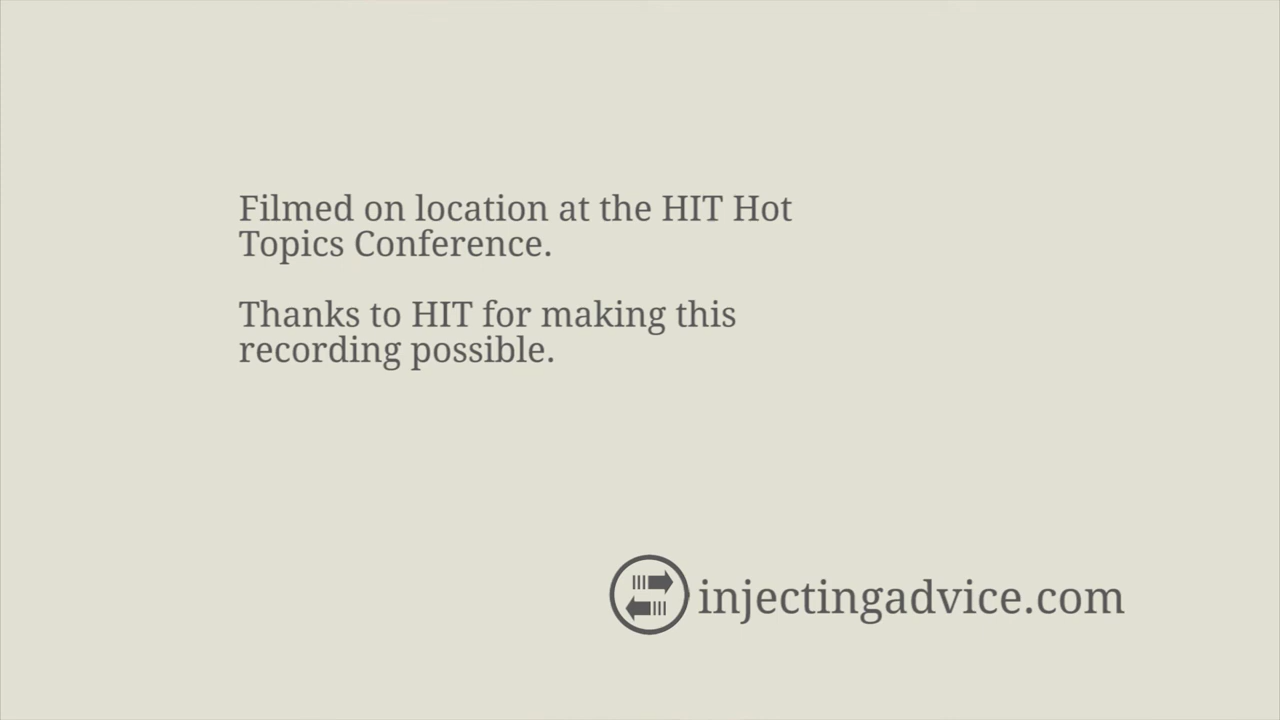 Filmed on location at the HIT Hot
Topics Conference.
Thanks to HIT for making this
recording possible.
injectingadvice.com